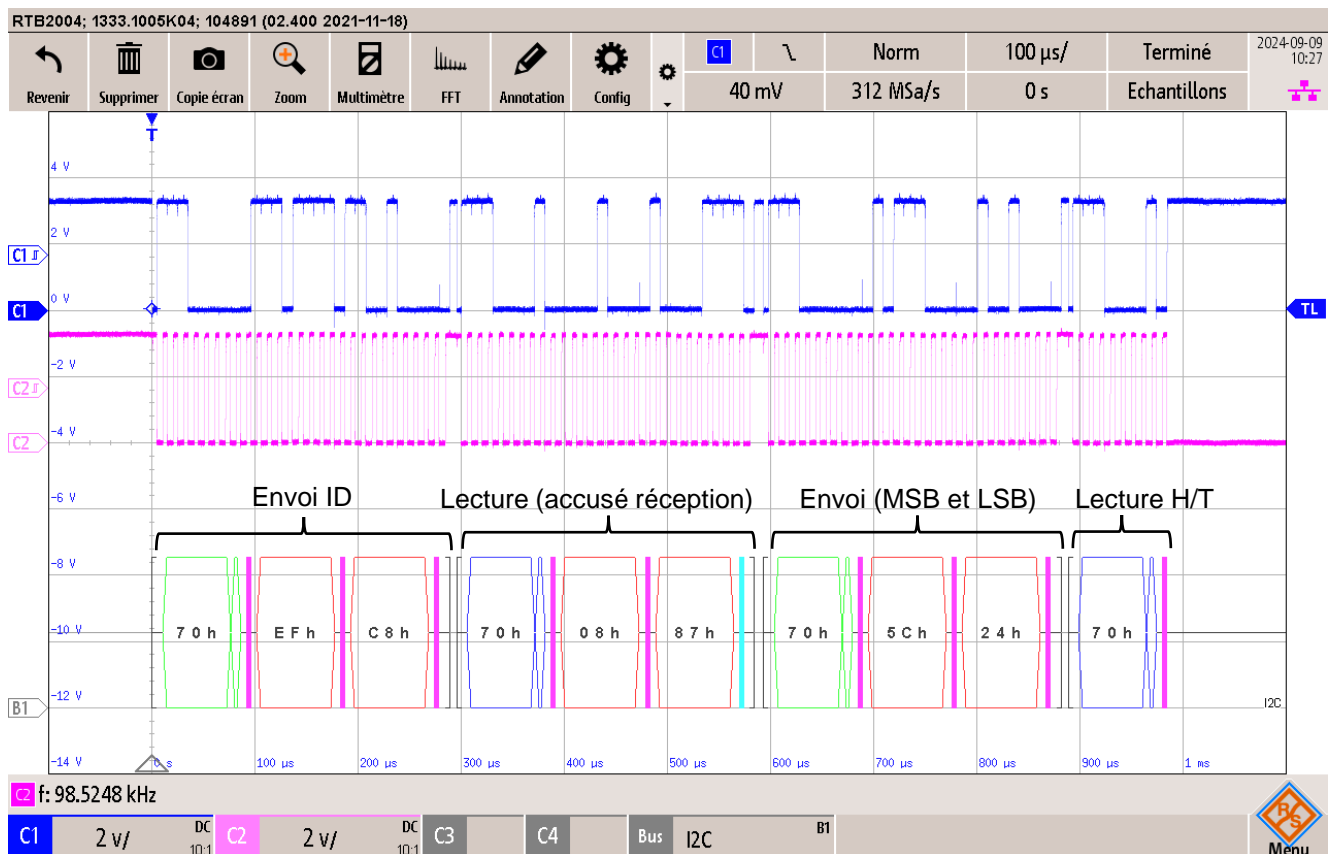 RTB2004; 1333.1005K04; 104891 (02.400 2021-11-18)
Revenir Supprimer Copie écran Zoom Multimètre FFT Annotation Config
C1 Norm 100 µs/ Terminé
40 mV 312 MSa/s 0 s Echantillons
2024-09-09
10:27
T
4 V
2 V
C1
0 V
C1 TL
-2 V
C2
-4 V
C2
-6 V
Envoi ID Lecture (accusé réception) Envoi (MSB et LSB) Lecture H/T
-8 V
-10 V
70h EFh C8h 70h 08h 87h 70h 5Ch 24h 70h
-12 V
B1 I2C
-14 V 0 s 100 µs 200 µs 300 µs 400 µs 500 µs 600 µs 700 µs 800 µs 900 µs 1 ms
C2 f: 98.5248 kHz
C1 2 V/ DC 10:1 C2 2 V/ DC 10:1 C3 C4 Bus I2C B1
R&S
Menu